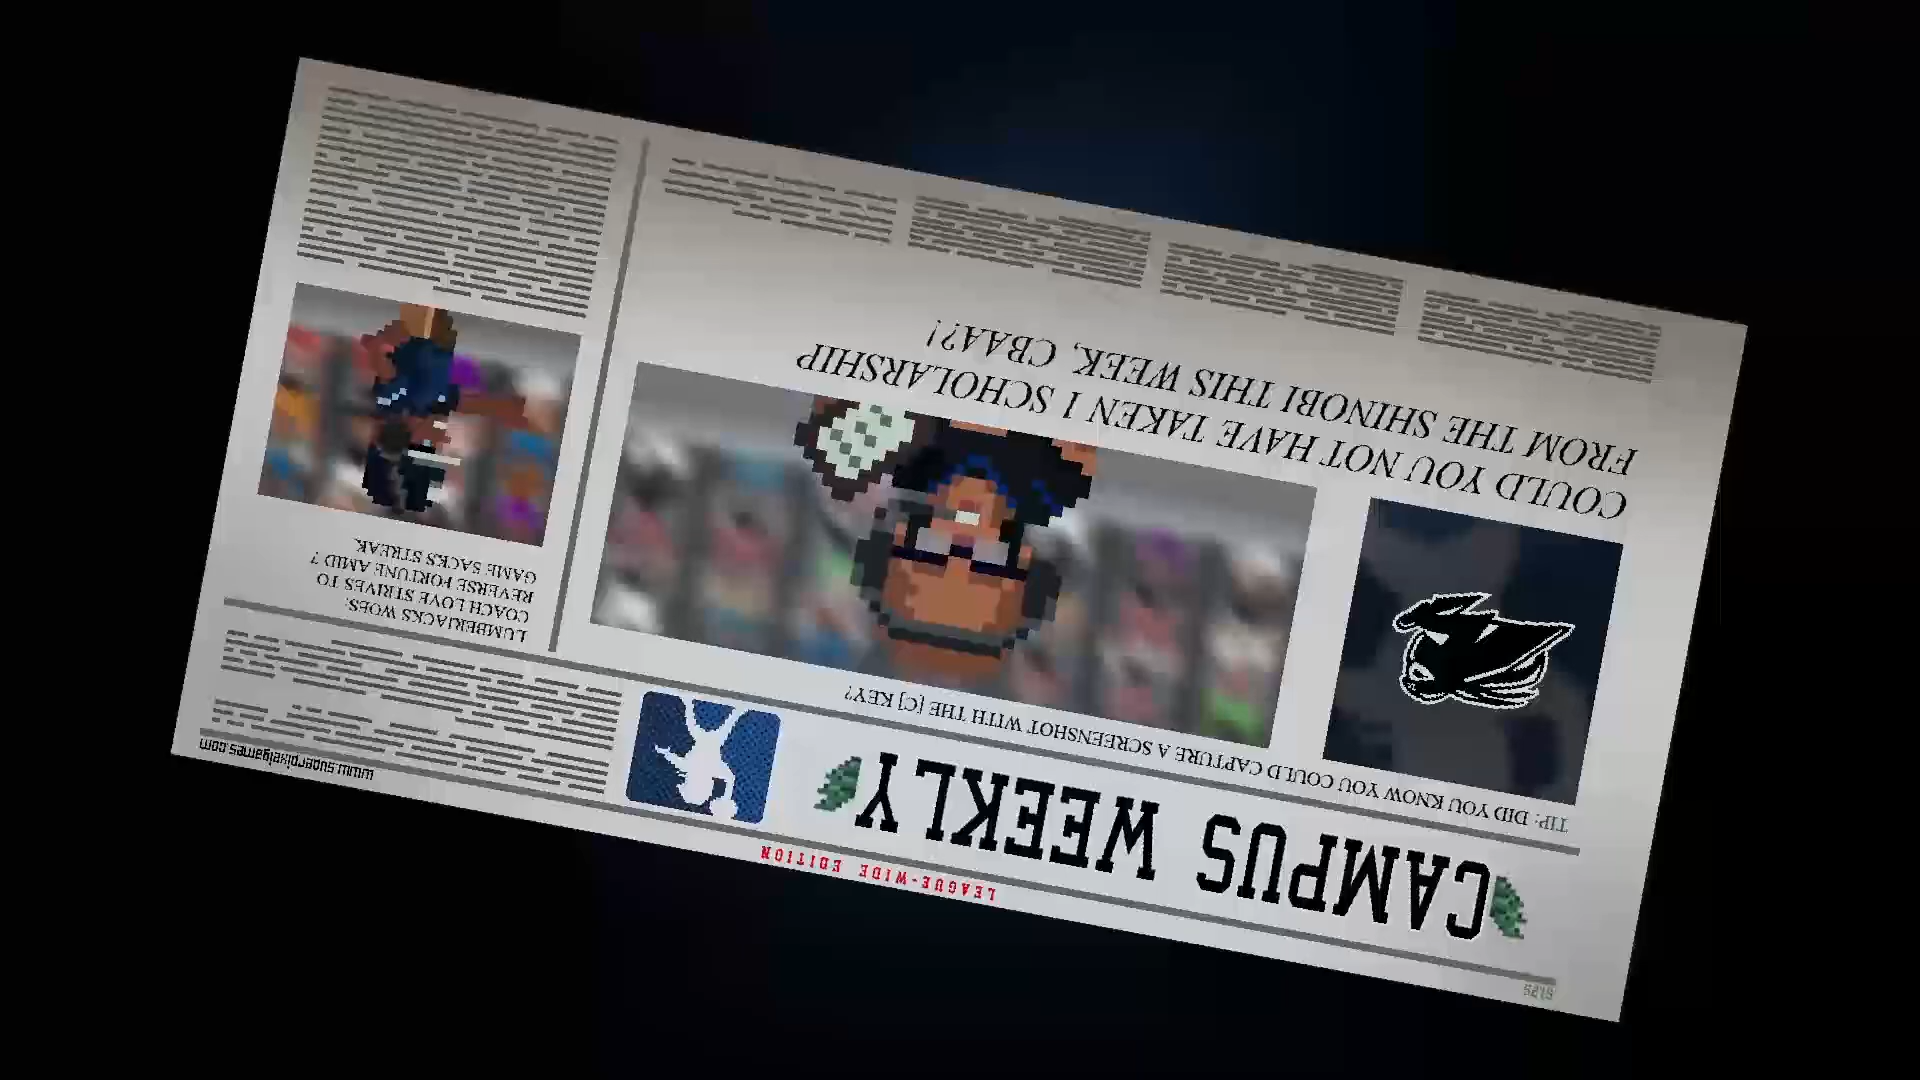 LEAGUE-WIDE EDITION
CAMPUS WEEKLY
www.superpixelgames.com
TIP: DID YOU KNOW YOU COULD CAPTURE A SCREENSHOT WITH THE [C] KEY?
COULD YOU NOT HAVE TAKEN 1 SCHOLARSHIP
FROM THE SHINOBI THIS WEEK, CBAA?!
LUMBERJACKS WOES:
COACH LOVE STRIVES TO
REVERSE FORTUNE AMID 7
GAME SACKS STREAK